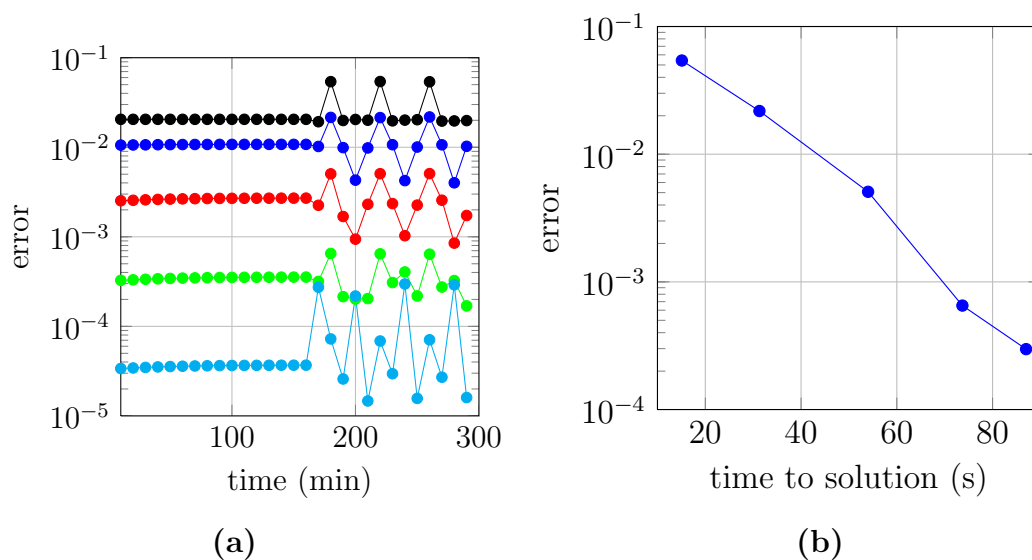 10^{-1}
10^{-2}
10^{-3}
10^{-4}
10^{-5}
error
100 200 300
time (min)
(a)
10^{-1}
10^{-2}
10^{-3}
10^{-4}
error
20 40 60 80
time to solution (s)
(b)